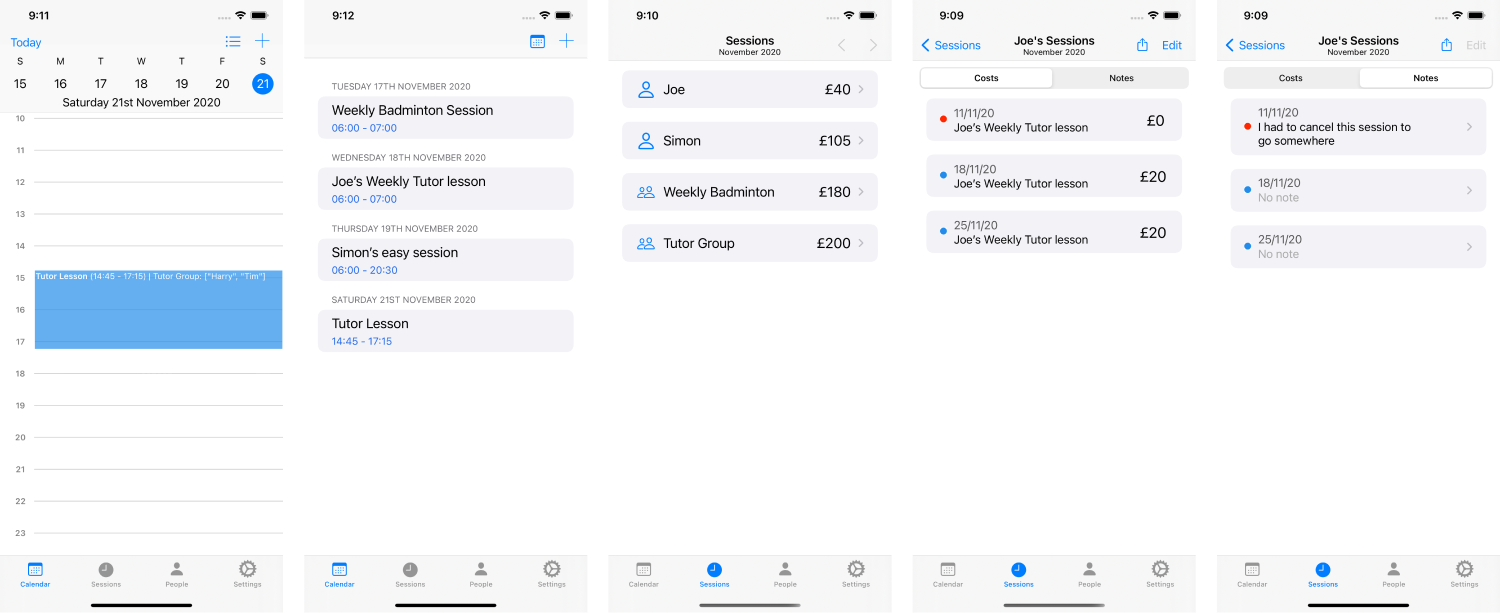 9:11
Today
S M T W T F S
15 16 17 18 19 20 21
Saturday 21st November 2020
10
11
12
13
14
15
Tutor Lesson (14:45 - 17:15) | Tutor Group: ["Harry", "Tim"]
16
17
18
19
20
21
22
23
Calendar Sessions People Settings
9:12
TUESDAY 17TH NOVEMBER 2020
Weekly Badminton Session
06:00 - 07:00
WEDNESDAY 18TH NOVEMBER 2020
Joe's Weekly Tutor lesson
06:00 - 07:00
THURSDAY 19TH NOVEMBER 2020
Simon's easy session
06:00 - 20:30
SATURDAY 21ST NOVEMBER 2020
Tutor Lesson
14:45 - 17:15
Calendar Sessions People Settings
9:10
Sessions
November 2020
Joe £40
Simon £105
Weekly Badminton £180
Tutor Group £200
Calendar Sessions People Settings
09:09
Sessions Joe's Sessions Edit
November 2020
Costs Notes
11/11/20
Joe's Weekly Tutor lesson £0
18/11/20
Joe's Weekly Tutor lesson £20
25/11/20
Joe's Weekly Tutor lesson £20
Calendar Sessions People Settings
09:09
Sessions Joe's Sessions Edit
November 2020
Costs Notes
11/11/20
I had to cancel this session to
go somewhere
18/11/20
No note
25/11/20
No note
Calendar Sessions People Settings